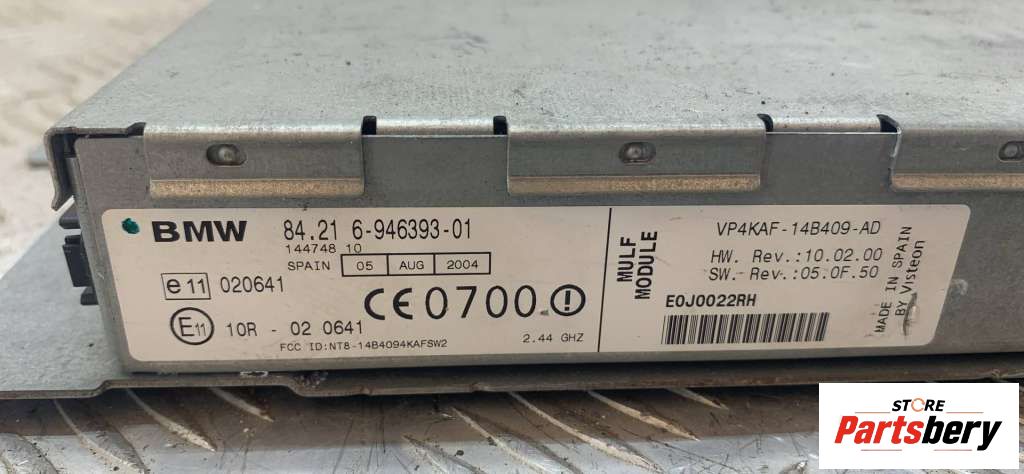 BMW 84.21 6-946393-01
144748 10
SPAIN 05 AUG 2004
e11 020641
CE0700
E11 10R - 02 0641
FCC ID:NT8-14B4094KAFSW2
2.44 GHZ
MULF MODULE
VP4KAF-14B409-AD
HW. Rev.:10.02.00
SW. Rev.:05.0F.50
E0J0022RH
MADE IN SPAIN
BY Visteon
STORE
Partsbery